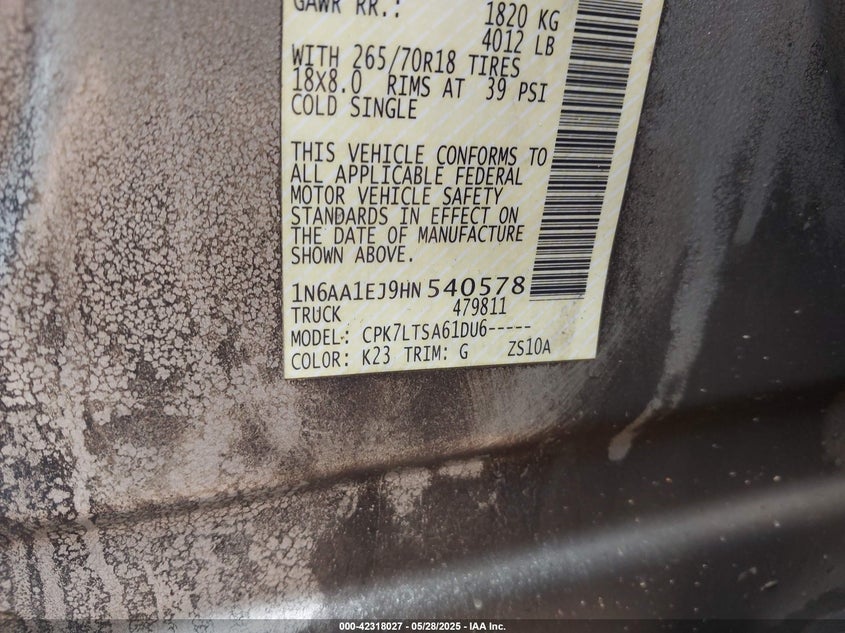 GAWR RR.:
1820 KG
4012 LB
WITH 265/70R18 TIRES
18X8.0 RIMS AT 39 PSI
COLD SINGLE
THIS VEHICLE CONFORMS TO
ALL APPLICABLE FEDERAL
MOTOR VEHICLE SAFETY
STANDARDS IN EFFECT ON
THE DATE OF MANUFACTURE
SHOWN ABOVE.
1N6AA1EJ9HN 540578
TRUCK 479811
MODEL: CPK7LTSA61DU6-----
COLOR: K23 TRIM: G ZS10A
000-42318027 - 05/28/2025 - IAA Inc.